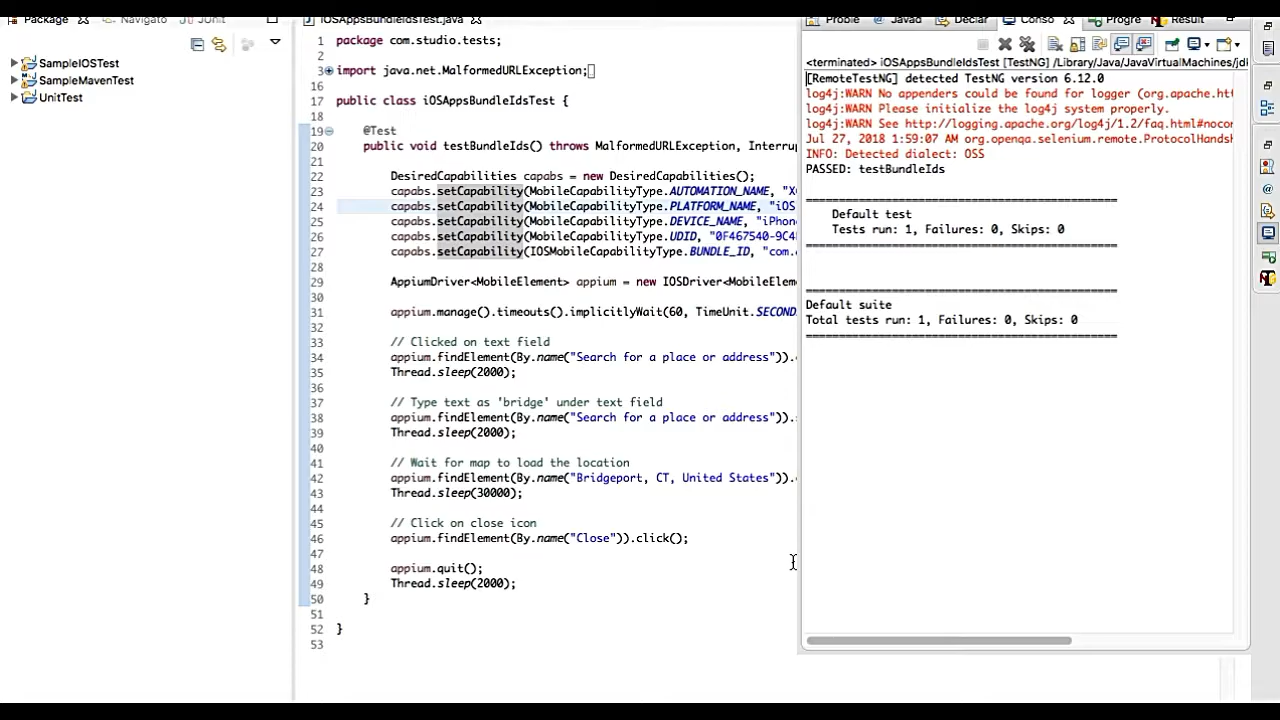 Package
Navigato
JUnit
iOSAppsBundleIdsTest.java
Proble
Javad
Declar
Conso
Progre
Result
SampleIOSTest
SampleMavenTest
UnitTest
1 package com.studio.tests;
2
3 import java.net.MalformedURLException;
16
17 public class iOSAppsBundleIdsTest {
18
19 @Test
20 public void testBundleIds() throws MalformedURLException, Interrup
21
22 DesiredCapabilities capabs = new DesiredCapabilities();
23 capabs.setCapability(MobileCapabilityType.AUTOMATION_NAME, "X
24 capabs.setCapability(MobileCapabilityType.PLATFORM_NAME, "iOS
25 capabs.setCapability(MobileCapabilityType.DEVICE_NAME, "iPhon
26 capabs.setCapability(MobileCapabilityType.UDID, "0F467540-9C4
27 capabs.setCapability(IOSMobileCapabilityType.BUNDLE_ID, "com.
28
29 AppiumDriver<MobileElement> appium = new IOSDriver<MobileElem
30
31 appium.manage().timeouts().implicitlyWait(60, TimeUnit.SECOND
32
33 // Clicked on text field
34 appium.findElement(By.name("Search for a place or address")).
35 Thread.sleep(2000);
36
37 // Type text as 'bridge' under text field
38 appium.findElement(By.name("Search for a place or address")).
39 Thread.sleep(2000);
40
41 // Wait for map to load the location
42 appium.findElement(By.name("Bridgeport, CT, United States")).
43 Thread.sleep(30000);
44
45 // Click on close icon
46 appium.findElement(By.name("Close")).click();
47
48 appium.quit();
49 Thread.sleep(2000);
50 }
51
52 }
53
<terminated> iOSAppsBundleIdsTest [TestNG] /Library/Java/JavaVirtualMachines/jdl
[RemoteTestNG] detected TestNG version 6.12.0
log4j:WARN No appenders could be found for logger (org.apache.htt
log4j:WARN Please initialize the log4j system properly.
log4j:WARN See http://logging.apache.org/log4j/1.2/faq.html#nocon
Jul 27, 2018 1:59:07 AM org.openqa.selenium.remote.ProtocolHandsh
INFO: Detected dialect: OSS
PASSED: testBundleIds
===============================================
Default test
Tests run: 1, Failures: 0, Skips: 0
===============================================
===============================================
Default suite
Total tests run: 1, Failures: 0, Skips: 0
===============================================